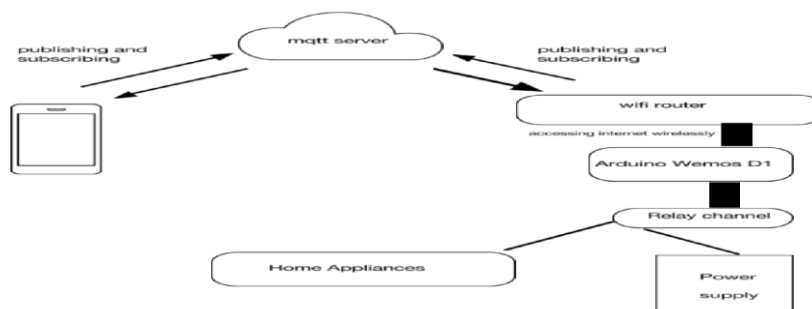 mqtt server
publishing and
subscribing
publishing and
subscribing
wifi router
accessing internet wirelessly
Arduino Wemos D1
Relay channel
Home Appliances
Power
supply